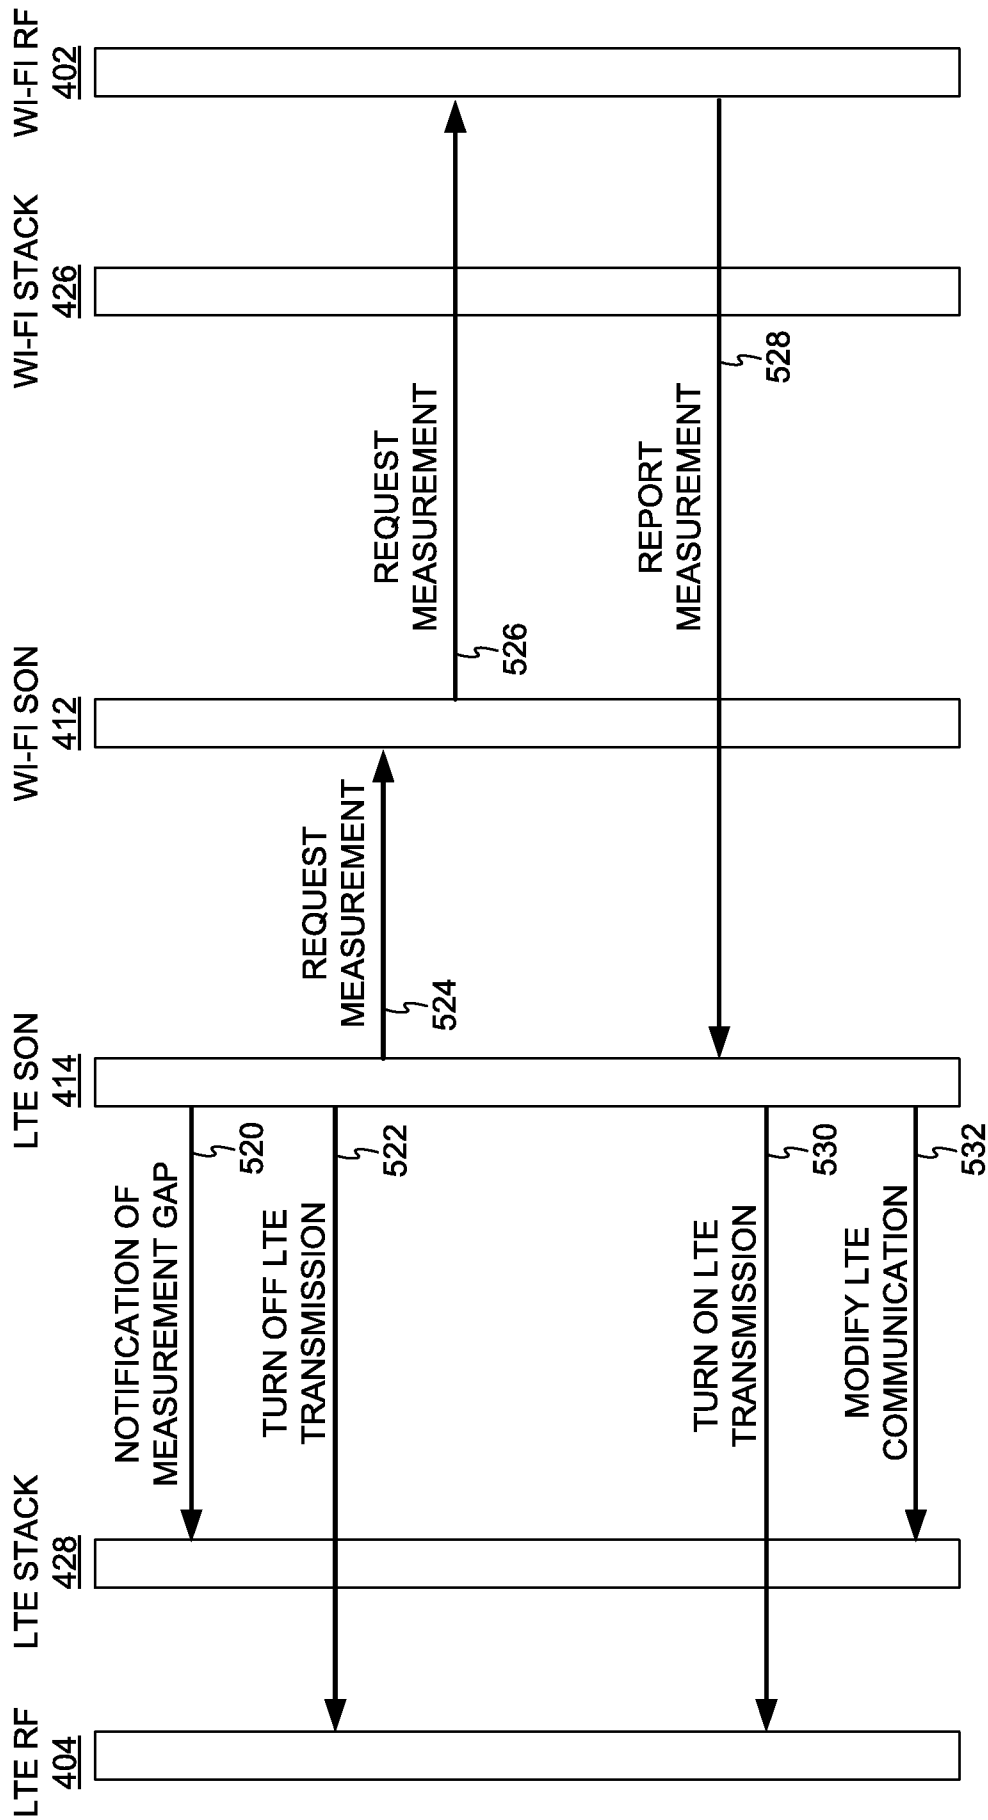 LTE RF
404
LTE STACK
428
LTE SON
414
WI-FI SON
412
WI-FI STACK
426
WI-FI RF
402
NOTIFICATION OF
MEASUREMENT GAP
520
TURN OFF LTE
TRANSMISSION
522
REQUEST
MEASUREMENT
524
REQUEST
MEASUREMENT
526
REPORT
MEASUREMENT
528
TURN ON LTE
TRANSMISSION
530
MODIFY LTE
COMMUNICATION
532